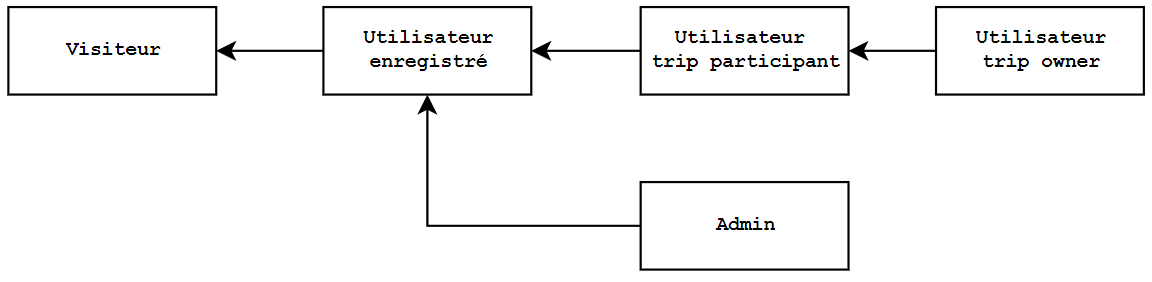 Visiteur
Utilisateur
enregistré
Utilisateur
trip participant
Utilisateur
trip owner
Admin